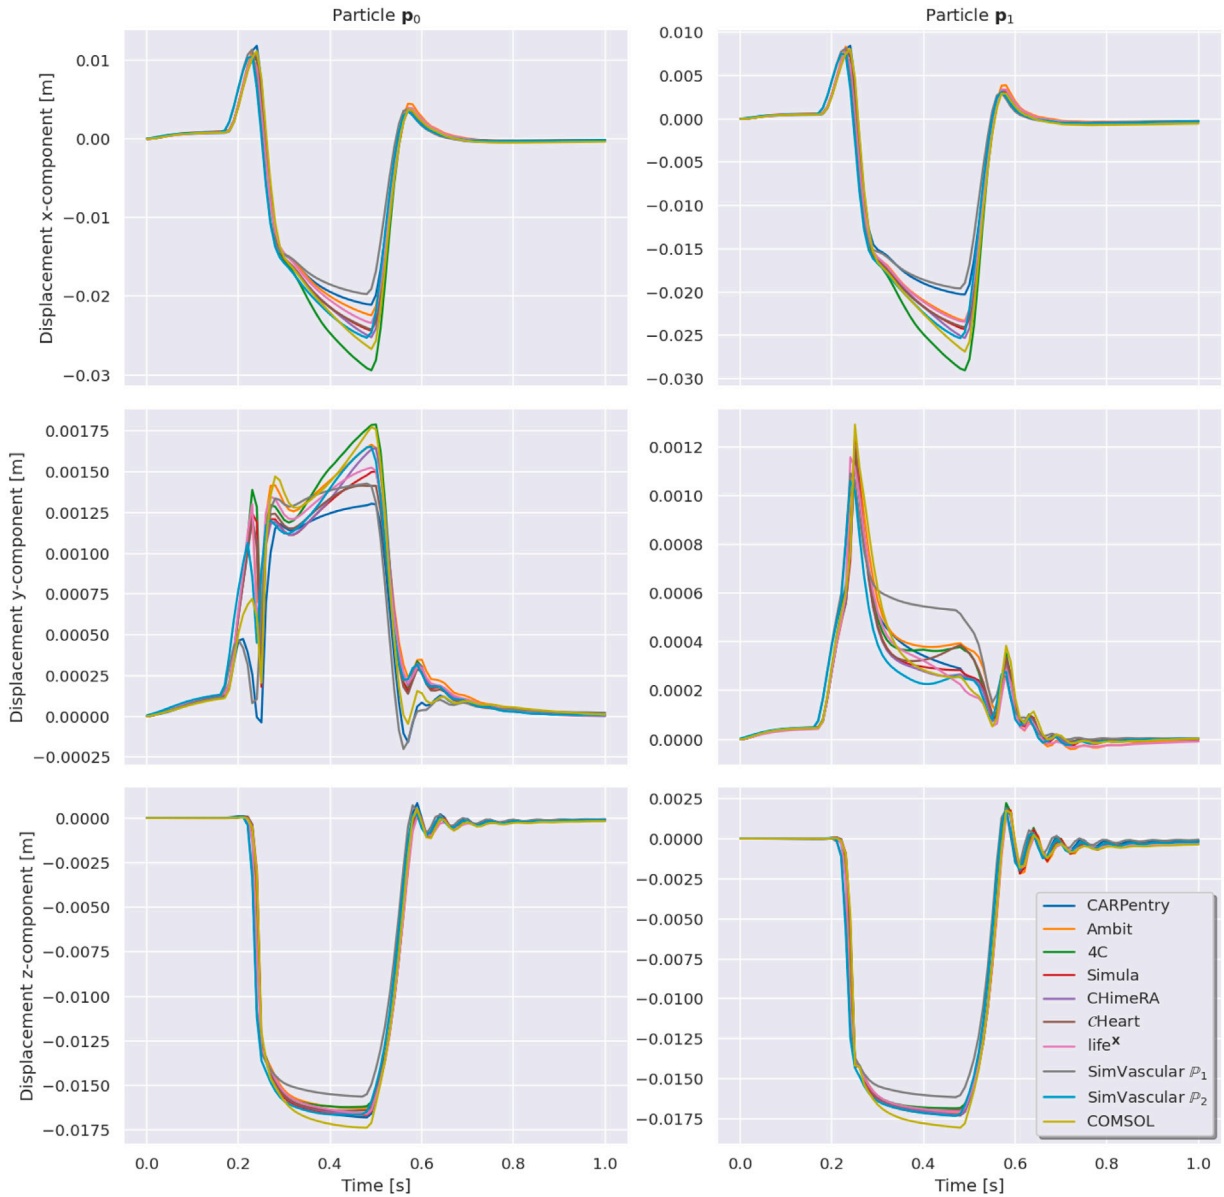 Particle p₀
Particle p₁
Displacement x-component [m]
0.01
0.00
−0.01
−0.02
−0.03
0.010
0.005
0.000
−0.005
−0.010
−0.015
−0.020
−0.025
−0.030
Displacement y-component [m]
0.00175
0.00150
0.00125
0.00100
0.00075
0.00050
0.00025
0.00000
−0.00025
0.0012
0.0010
0.0008
0.0006
0.0004
0.0002
0.0000
Displacement z-component [m]
0.0000
−0.0025
−0.0050
−0.0075
−0.0100
−0.0125
−0.0150
−0.0175
0.0025
0.0000
−0.0025
−0.0050
−0.0075
−0.0100
−0.0125
−0.0150
−0.0175
CARPentry
Ambit
4C
Simula
CHimeRA
𝒞Heart
lifeˣ
SimVascular ℙ₁
SimVascular ℙ₂
COMSOL
0.0 0.2 0.4 0.6 0.8 1.0
Time [s]
0.0 0.2 0.4 0.6 0.8 1.0
Time [s]